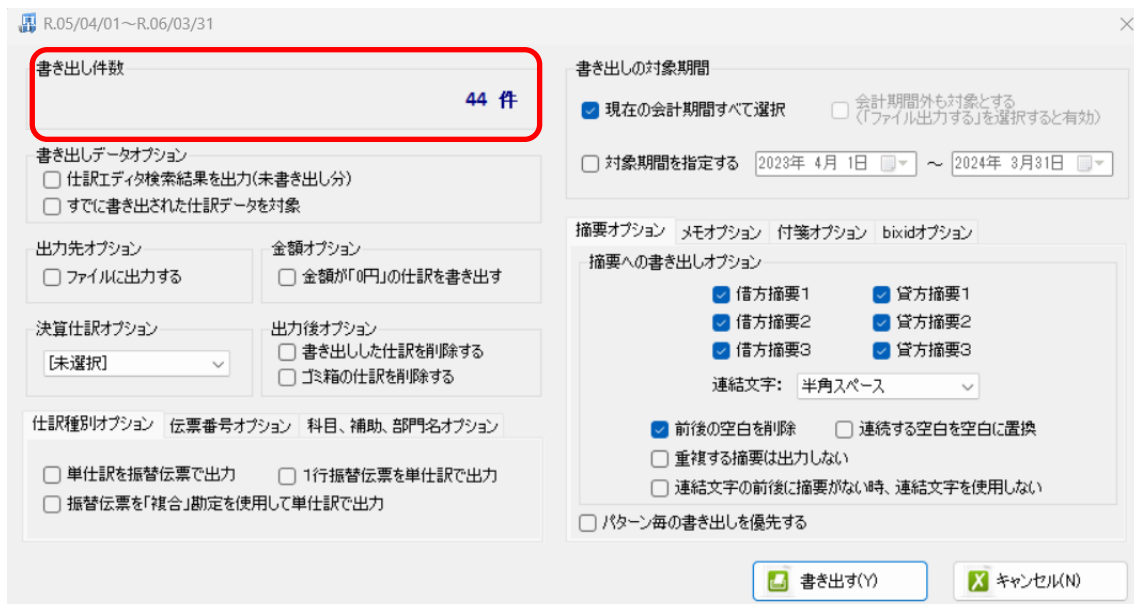 R.05/04/01～R.06/03/31
書き出し件数
44 件
書き出しデータオプション
仕訳エディタ検索結果を出力(未書き出し分)
すでに書き出された仕訳データを対象
出力先オプション
ファイルに出力する
金額オプション
金額が「0円」の仕訳を書き出す
決算仕訳オプション
[未選択]
出力後オプション
書き出しした仕訳を削除する
ゴミ箱の仕訳を削除する
仕訳種別オプション 伝票番号オプション 科目、補助、部門名オプション
単仕訳を振替伝票で出力 1行振替伝票を単仕訳で出力
振替伝票を「複合」勘定を使用して単仕訳で出力
書き出しの対象期間
現在の会計期間すべて選択
会計期間外も対象とする
(「ファイル出力する」を選択すると有効)
対象期間を指定する 2023年 4月 1日 ～ 2024年 3月31日
摘要オプション メモオプション 付箋オプション bixidオプション
摘要への書き出しオプション
借方摘要1 貸方摘要1
借方摘要2 貸方摘要2
借方摘要3 貸方摘要3
連結文字: 半角スペース
前後の空白を削除 連続する空白を空白に置換
重複する摘要は出力しない
連結文字の前後に摘要がない時、連結文字を使用しない
パターン毎の書き出しを優先する
書き出す(Y) キャンセル(N)